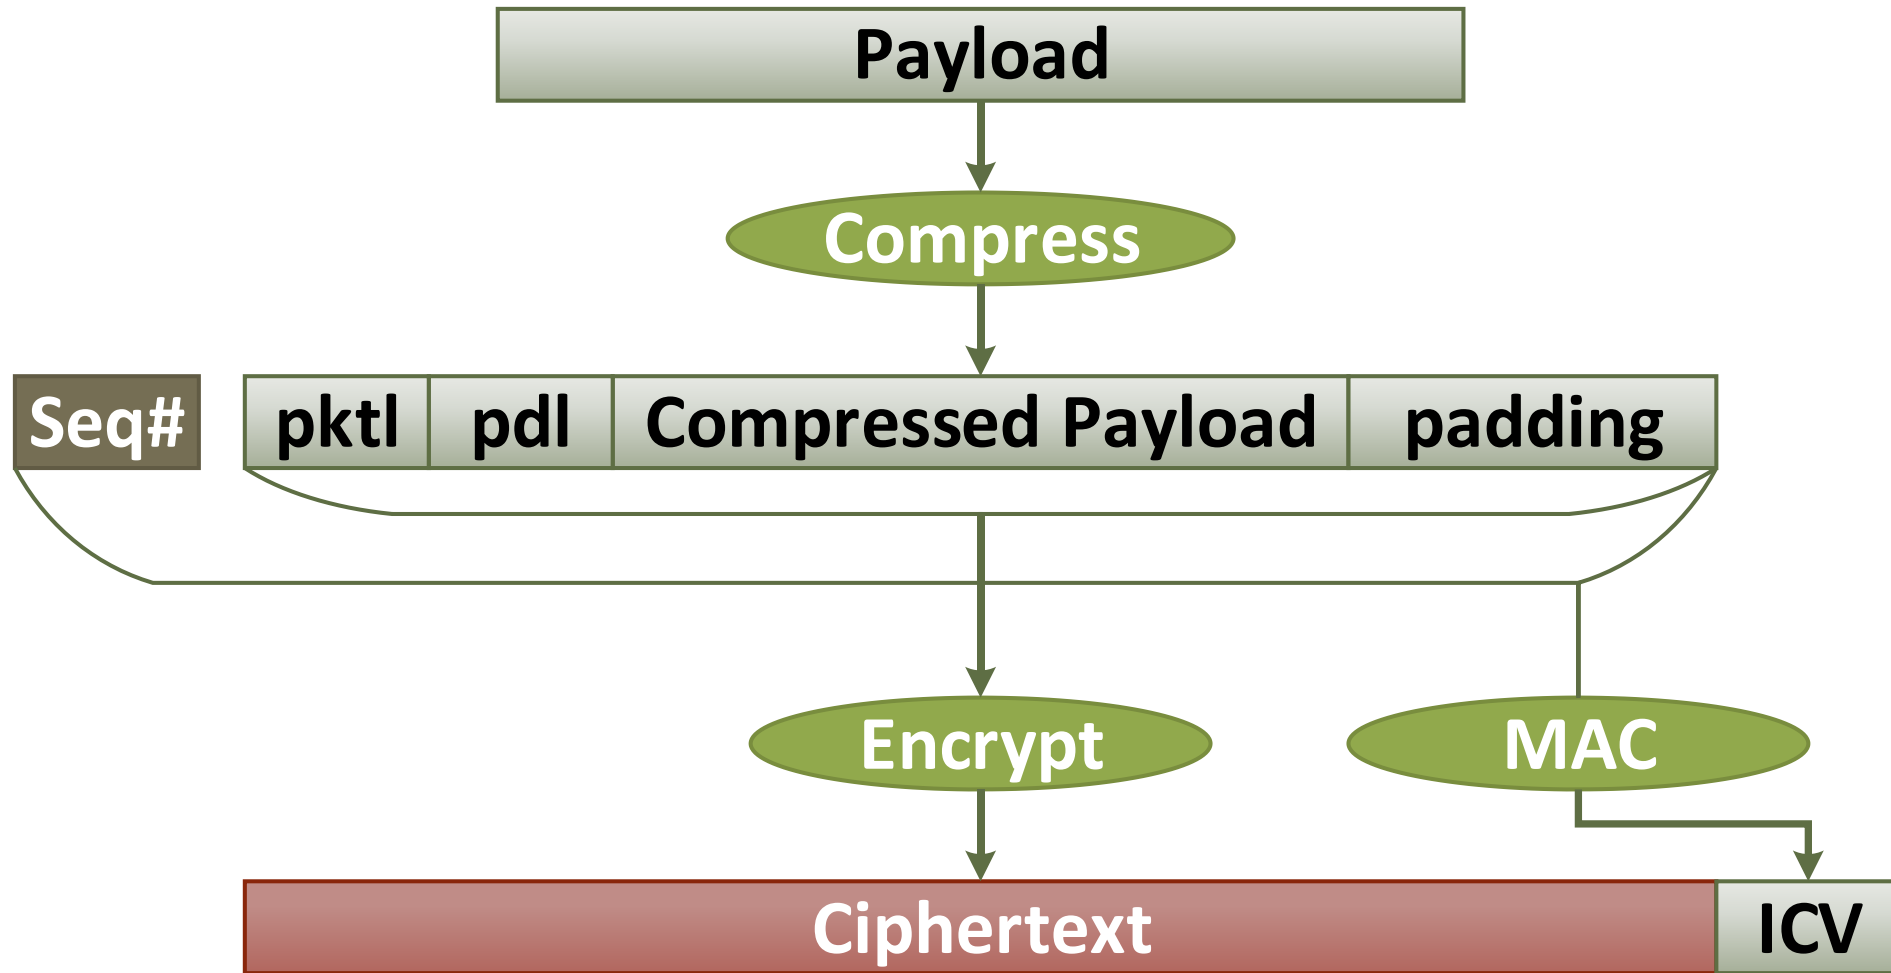 Payload
Compress
Seq# pktl pdl Compressed Payload padding
Encrypt MAC
Ciphertext ICV